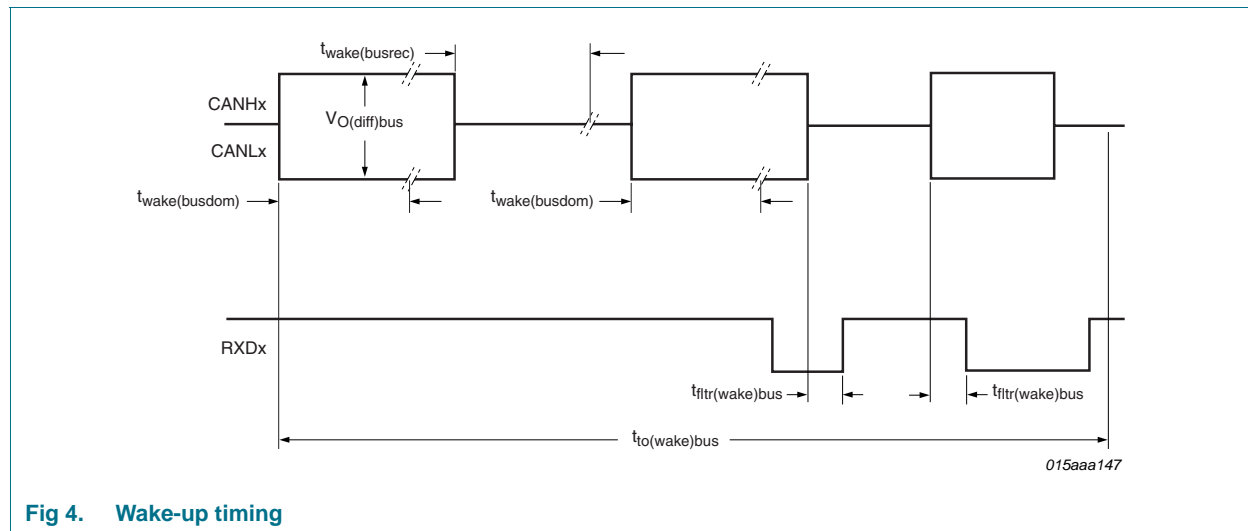 twake(busrec)
CANHx
VO(diff)bus
CANLx
twake(busdom) twake(busdom)
RXDx
tfltr(wake)bus tfltr(wake)bus
tto(wake)bus
015aaa147
Fig 4. Wake-up timing